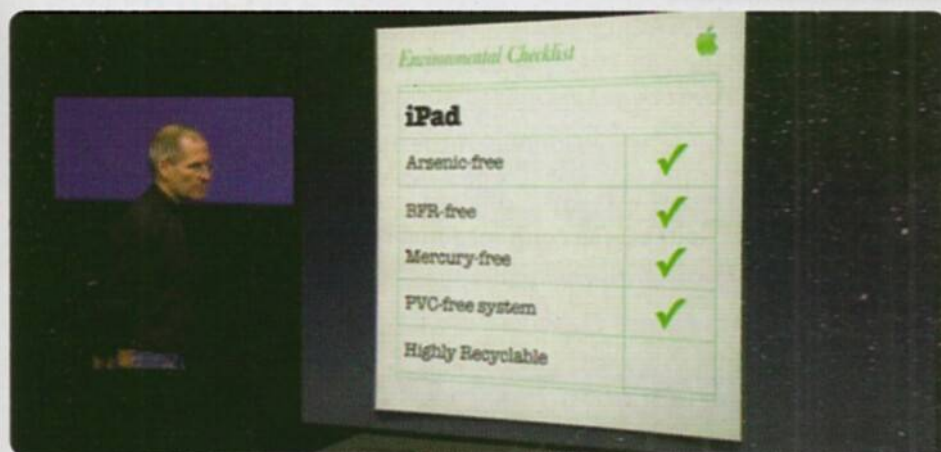 Environmental Checklist
iPad
Arsenic-free
BFR-free
Mercury-free
PVC-free system
Highly Recyclable